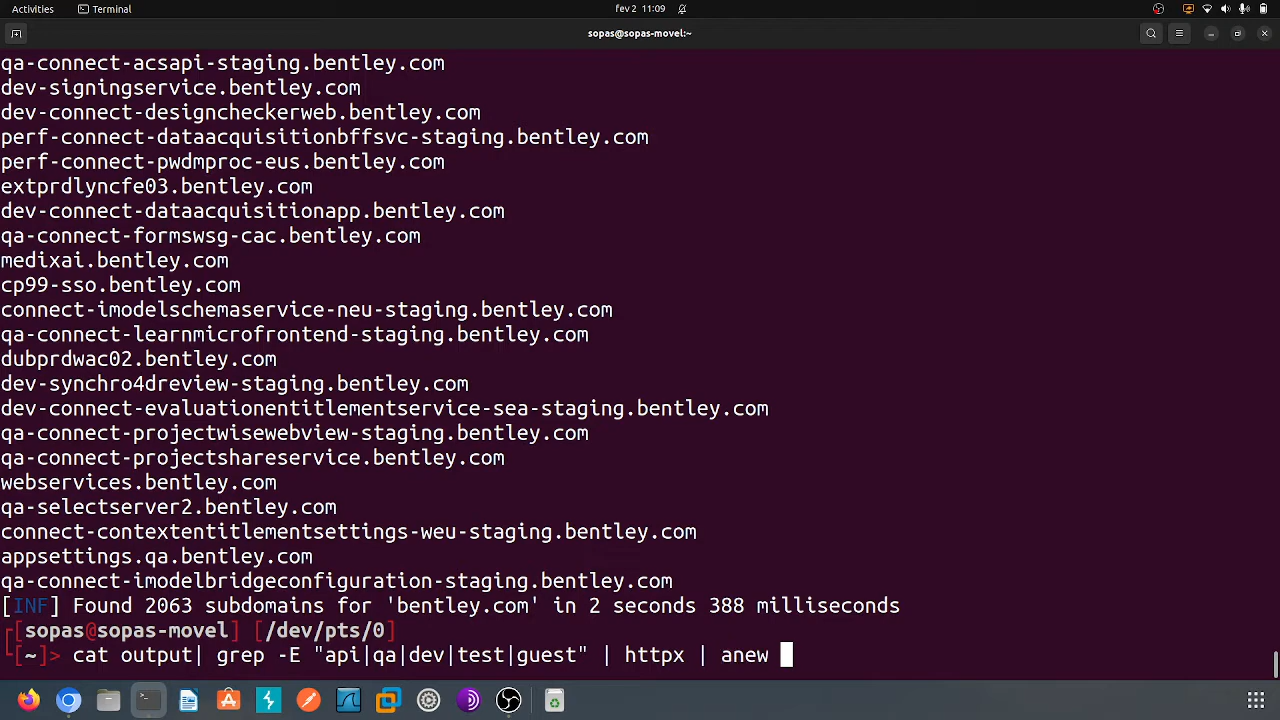 Activities
Terminal
fev 2 11:09
sopas@sopas-movel:~
qa-connect-acsapi-staging.bentley.com
dev-signingservice.bentley.com
dev-connect-designcheckerweb.bentley.com
perf-connect-dataacquisitionbffsvc-staging.bentley.com
perf-connect-pwdmproc-eus.bentley.com
extprdlyncfe03.bentley.com
dev-connect-dataacquisitionapp.bentley.com
qa-connect-formswsg-cac.bentley.com
medixai.bentley.com
cp99-sso.bentley.com
connect-imodelschemaservice-neu-staging.bentley.com
qa-connect-learnmicrofrontend-staging.bentley.com
dubprdwac02.bentley.com
dev-synchro4dreview-staging.bentley.com
dev-connect-evaluationentitlementservice-sea-staging.bentley.com
qa-connect-projectwisewebview-staging.bentley.com
qa-connect-projectshareservice.bentley.com
webservices.bentley.com
qa-selectserver2.bentley.com
connect-contextentitlementsettings-weu-staging.bentley.com
appsettings.qa.bentley.com
qa-connect-imodelbridgeconfiguration-staging.bentley.com
[INF] Found 2063 subdomains for 'bentley.com' in 2 seconds 388 milliseconds
┌[sopas@sopas-movel] [/dev/pts/0]
└[~]> cat output| grep -E "api|qa|dev|test|guest" | httpx | anew